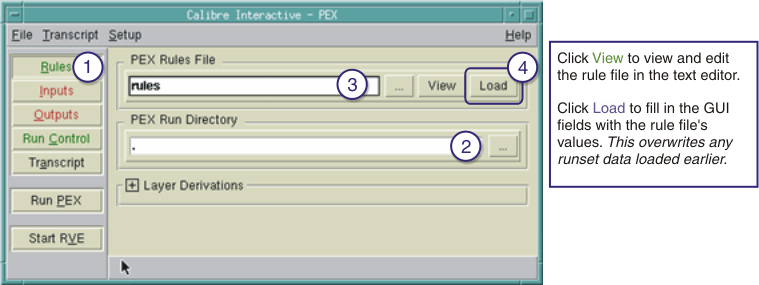 Calibre Interactive - PEX
File Transcript Setup Help
Rules 1
Inputs
Outputs
Run Control
Transcript
Run PEX
Start RVE
PEX Rules File
rules 3 ... View Load 4
PEX Run Directory
. 2 ...
+ Layer Derivations
Click View to view and edit
the rule file in the text editor.
Click Load to fill in the GUI
fields with the rule file's
values. This overwrites any
runset data loaded earlier.